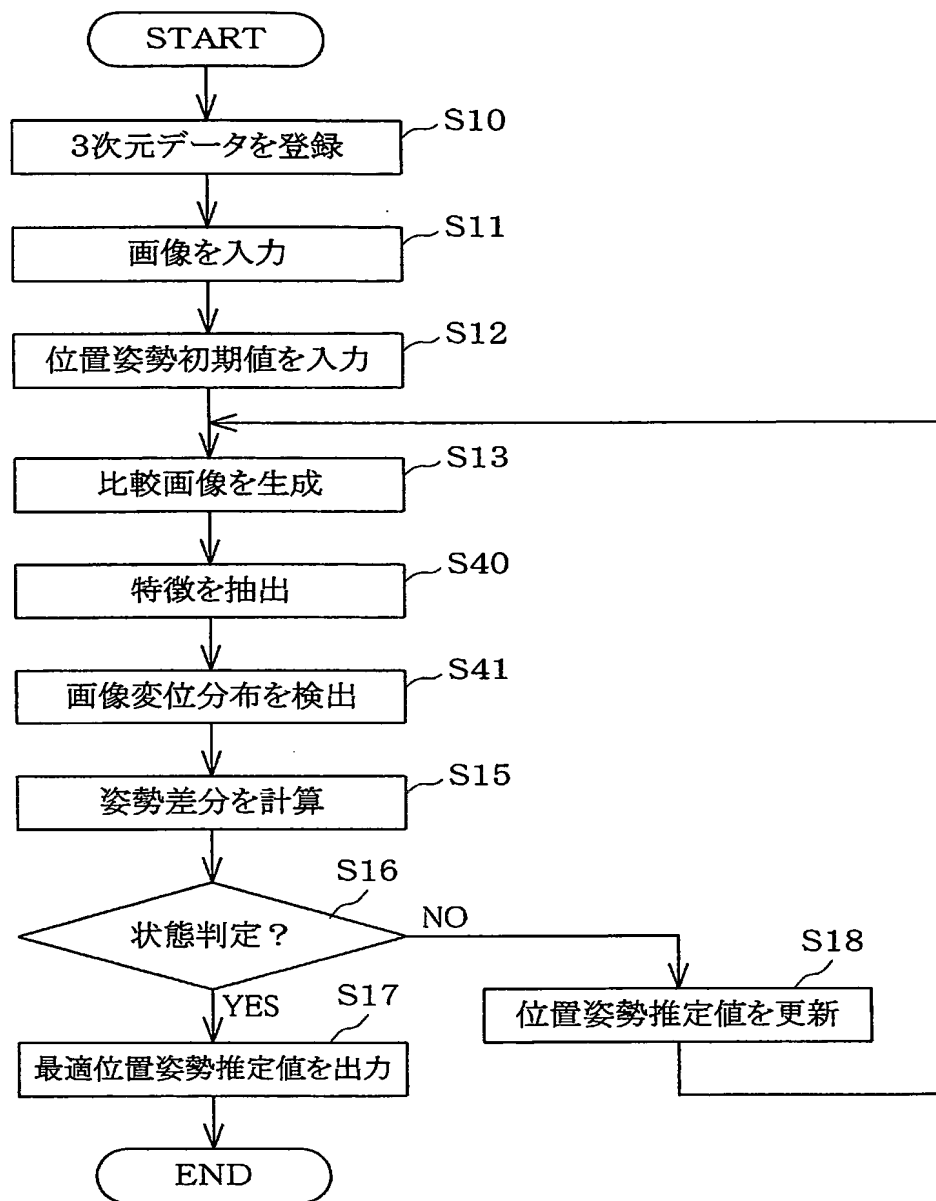 START
S10
3次元データを登録
S11
画像を入力
S12
位置姿勢初期値を入力
S13
比較画像を生成
S40
特徴を抽出
S41
画像変位分布を検出
S15
姿勢差分を計算
S16
状態判定?
NO
YES
S18
位置姿勢推定値を更新
S17
最適位置姿勢推定値を出力
END